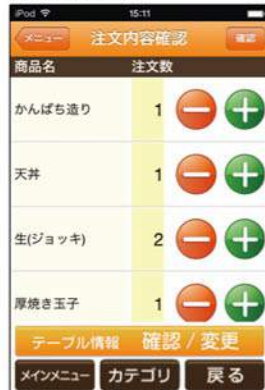 iPod 15:11
メニュー 注文内容確認 確認
商品名 注文数
かんぱち造り 1
天丼 1
生(ジョッキ) 2
厚焼き玉子 1
テーブル情報 確認 / 変更
メインメニュー カテゴリ 戻る